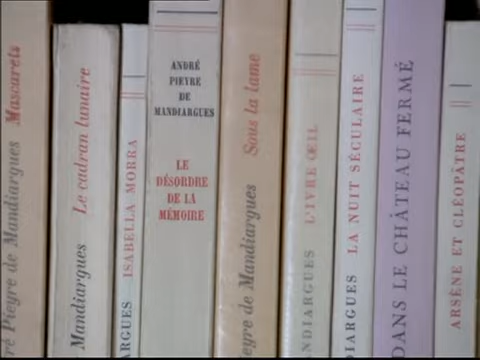 ré Pieyre de Mandiargues Mascarets
Mandiargues Le cadran lunaire
ARGUES ISABELLA MORRA
ANDRÉ
PIEYRE
DE
MANDIARGUES
LE
DÉSORDRE
DE LA
MÉMOIRE
eyre de Mandiargues Sous la lame
NDIARGUES L'IVRE ŒIL
DIARGUES LA NUIT SÉCULAIRE
DANS LE CHÂTEAU FERMÉ
ARSÈNE ET CLÉOPÂTRE